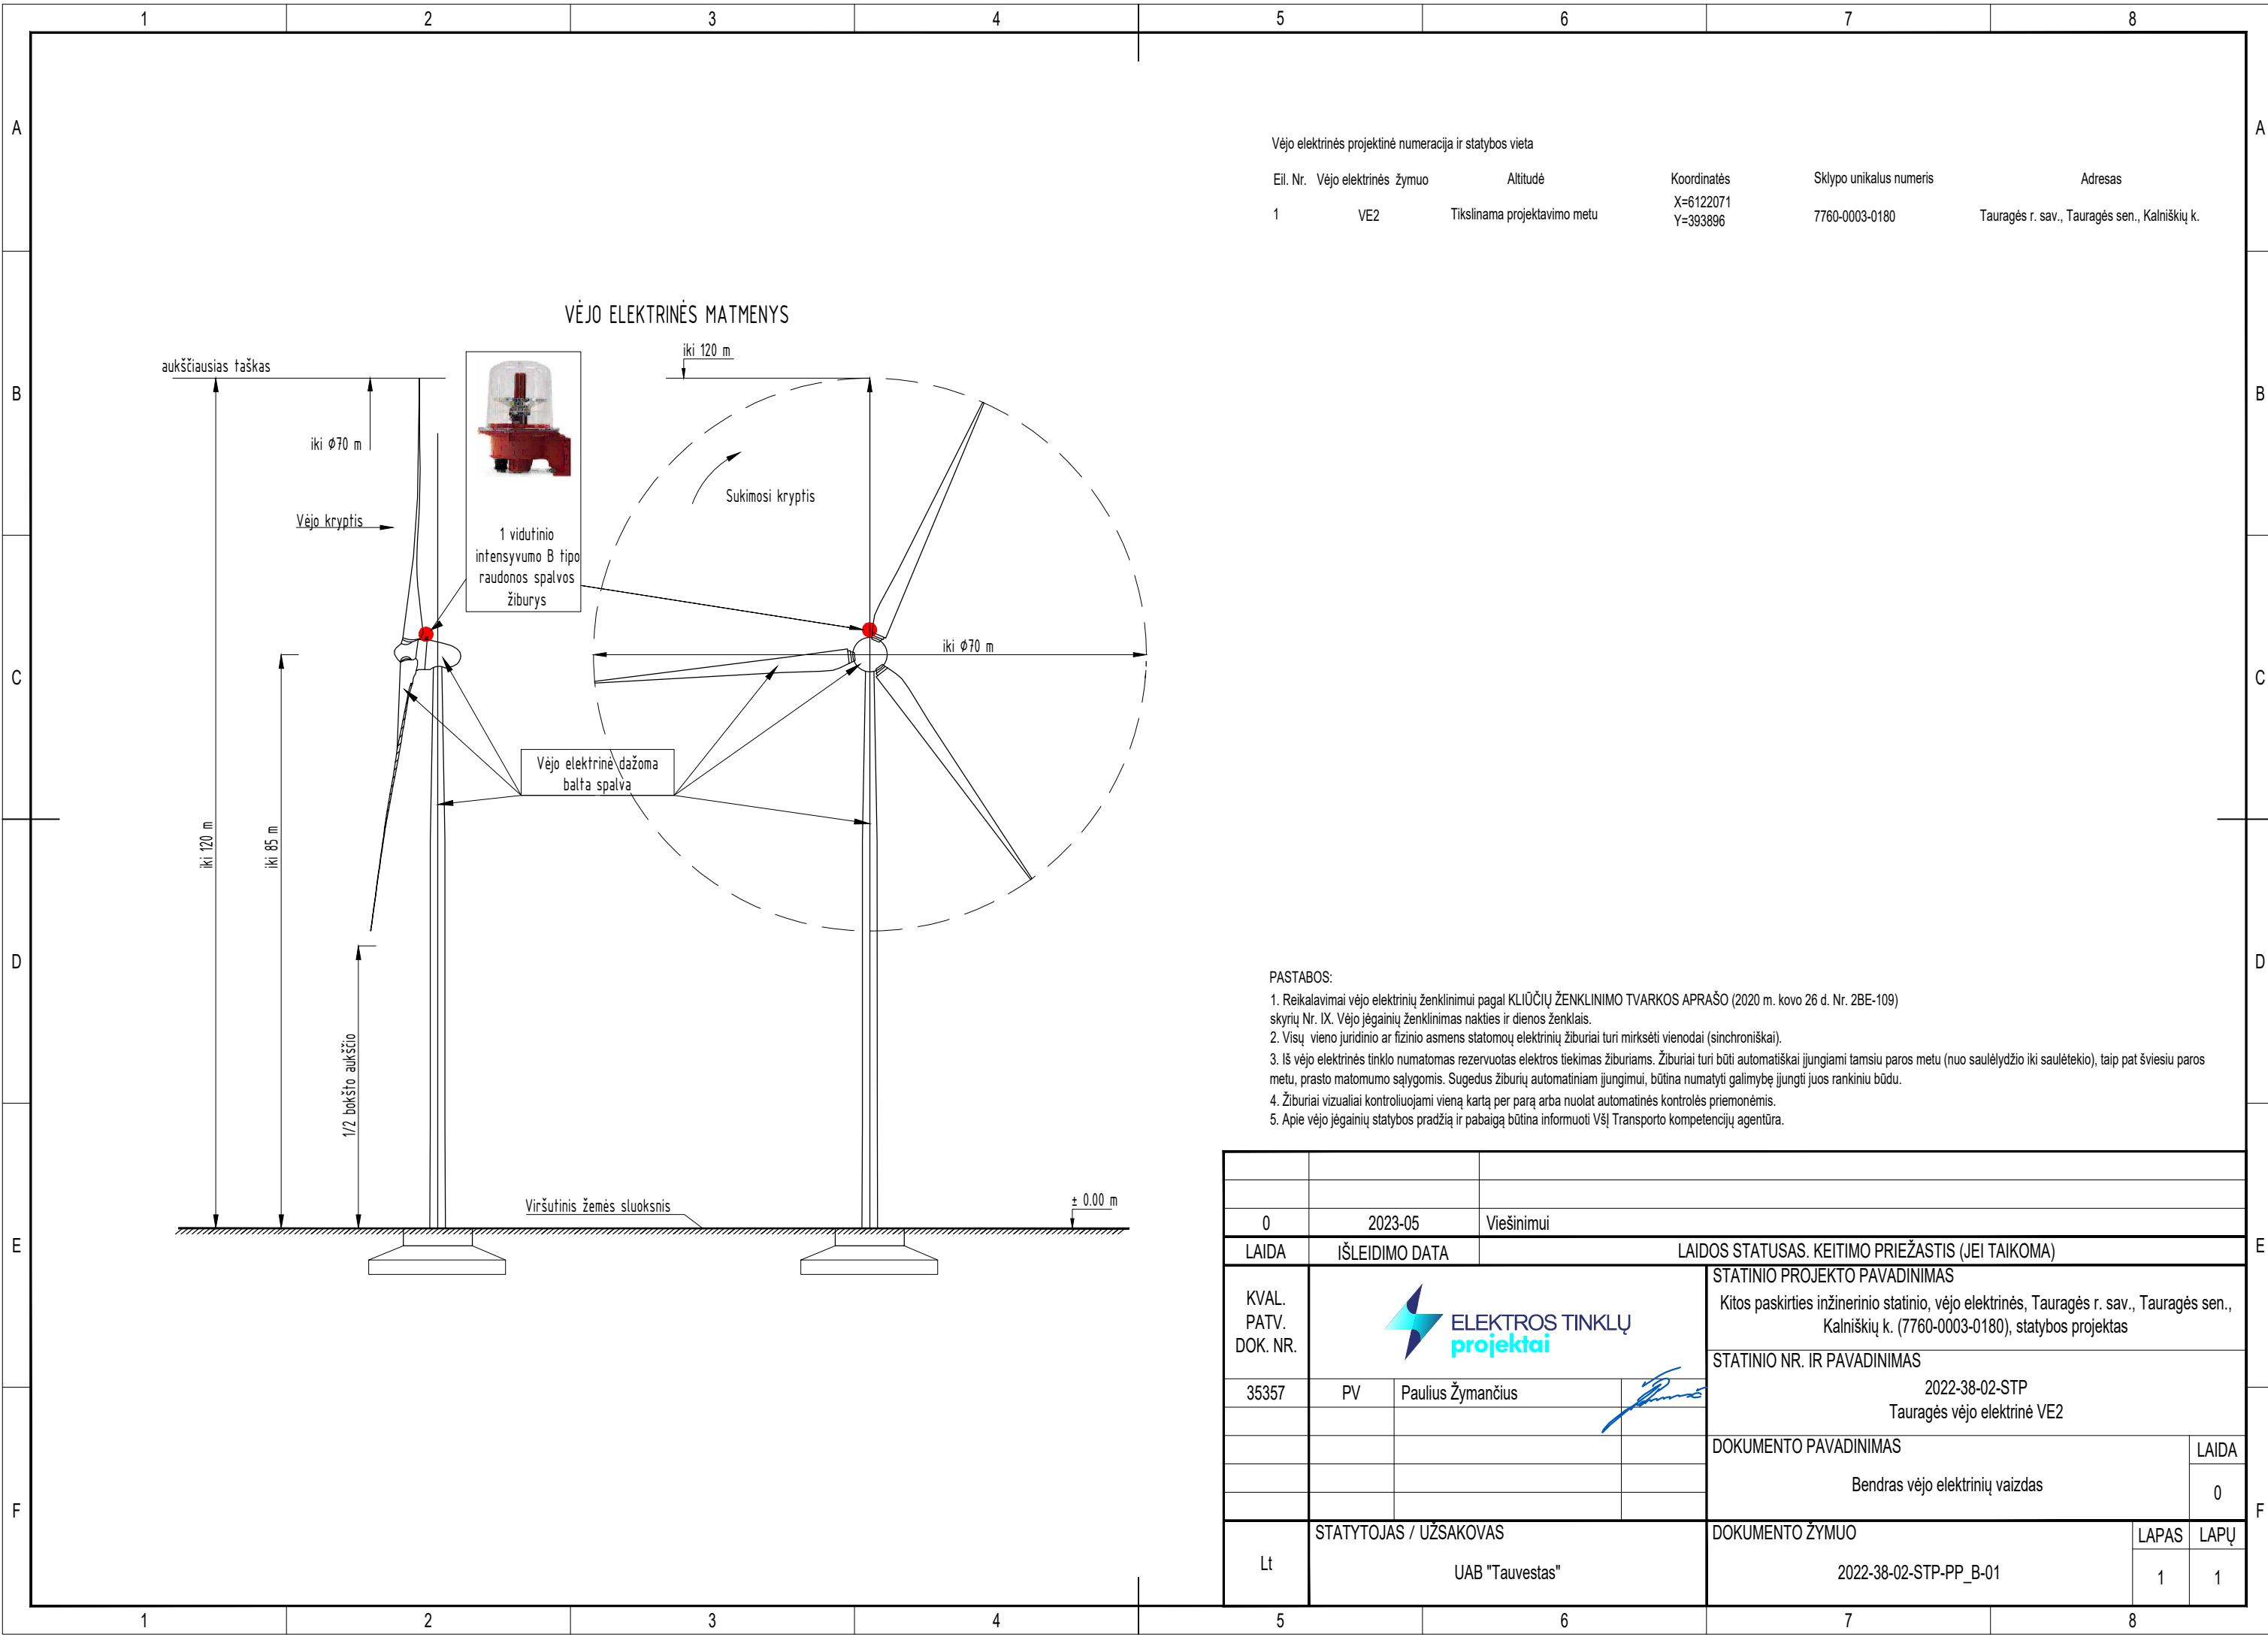 1 2 3 4 5 6 7 8
A A
B B
C C
D D
E E
F F
Vėjo elektrinės projektinė numeracija ir statybos vieta
Eil. Nr. Vėjo elektrinės žymuo Altitudė Koordinatės Sklypo unikalus numeris Adresas
1 VE2 Tikslinama projektavimo metu X=6122071 7760-0003-0180 Tauragės r. sav., Tauragės sen., Kalniškių k.
Y=393896
VĖJO ELEKTRINĖS MATMENYS
aukščiausias taškas
iki 120 m
iki ϕ70 m
Vėjo kryptis
1 vidutinio
intensyvumo B tipo
raudonos spalvos
žiburys
Sukimosi kryptis
iki ϕ70 m
Vėjo elektrinė dažoma
balta spalva
iki 120 m
iki 85 m
1/2 bokšto aukščio
Viršutinis žemės sluoksnis
± 0.00 m
PASTABOS:
1. Reikalavimai vėjo elektrinių ženklinimui pagal KLIŪČIŲ ŽENKLINIMO TVARKOS APRAŠO (2020 m. kovo 26 d. Nr. 2BE-109)
skyrių Nr. IX. Vėjo jėgainių ženklinimas nakties ir dienos ženklais.
2. Visų vieno juridinio ar fizinio asmens statomoų elektrinių žiburiai turi mirksėti vienodai (sinchroniškai).
3. Iš vėjo elektrinės tinklo numatomas rezervuotas elektros tiekimas žiburiams. Žiburiai turi būti automatiškai įjungiami tamsiu paros metu (nuo saulėlydžio iki saulėtekio), taip pat šviesiu paros
metu, prasto matomumo sąlygomis. Sugedus žiburių automatiniam įjungimui, būtina numatyti galimybę įjungti juos rankiniu būdu.
4. Žiburiai vizualiai kontroliuojami vieną kartą per parą arba nuolat automatinės kontrolės priemonėmis.
5. Apie vėjo jėgainių statybos pradžią ir pabaigą būtina informuoti VšĮ Transporto kompetencijų agentūra.
0 2023-05 Viešinimui
LAIDA IŠLEIDIMO DATA LAIDOS STATUSAS. KEITIMO PRIEŽASTIS (JEI TAIKOMA)
KVAL.
PATV.
DOK. NR.
ELEKTROS TINKLŲ
projektai
STATINIO PROJEKTO PAVADINIMAS
Kitos paskirties inžinerinio statinio, vėjo elektrinės, Tauragės r. sav., Tauragės sen.,
Kalniškių k. (7760-0003-0180), statybos projektas
35357 PV Paulius Žymančius
STATINIO NR. IR PAVADINIMAS
2022-38-02-STP
Tauragės vėjo elektrinė VE2
DOKUMENTO PAVADINIMAS LAIDA
Bendras vėjo elektrinių vaizdas 0
Lt
STATYTOJAS / UŽSAKOVAS
UAB "Tauvestas"
DOKUMENTO ŽYMUO LAPAS LAPŲ
2022-38-02-STP-PP_B-01 1 1
1 2 3 4 5 6 7 8